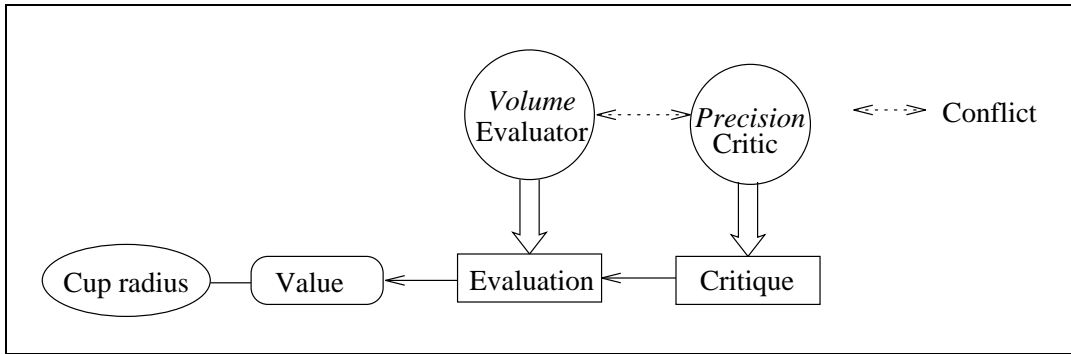 Volume
Evaluator
Precision
Critic
Conflict
Cup radius
Value
Evaluation
Critique